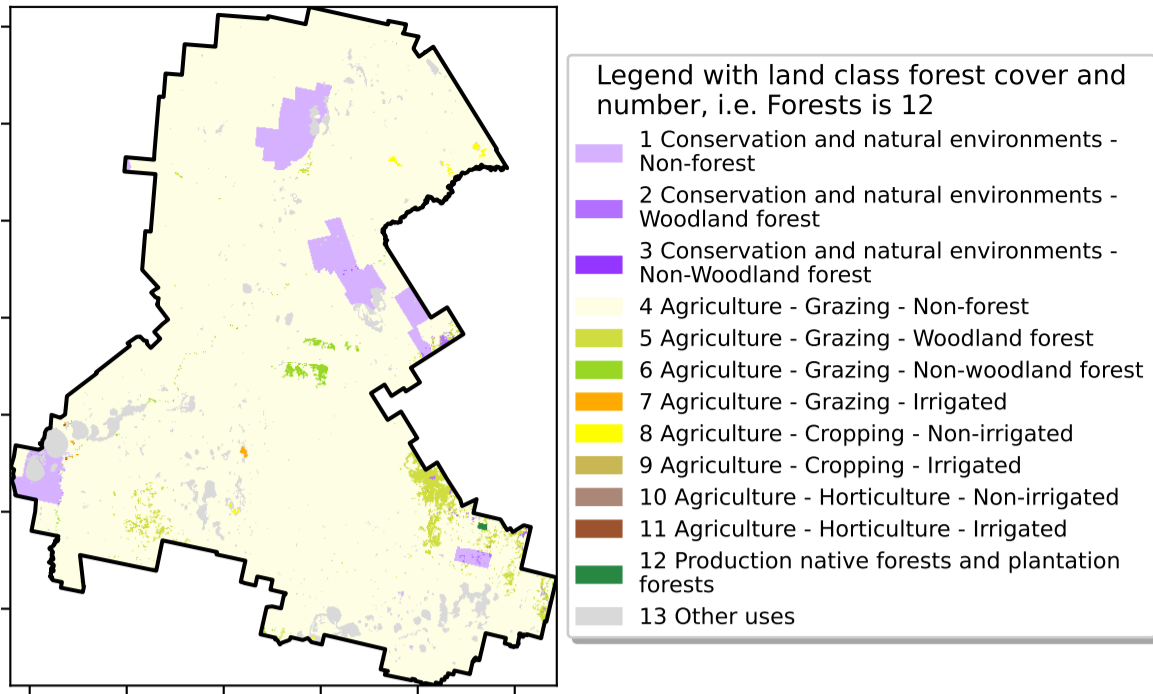 Legend with land class forest cover and
number, i.e. Forests is 12
1 Conservation and natural environments -
Non-forest
2 Conservation and natural environments -
Woodland forest
3 Conservation and natural environments -
Non-Woodland forest
4 Agriculture - Grazing - Non-forest
5 Agriculture - Grazing - Woodland forest
6 Agriculture - Grazing - Non-woodland forest
7 Agriculture - Grazing - Irrigated
8 Agriculture - Cropping - Non-irrigated
9 Agriculture - Cropping - Irrigated
10 Agriculture - Horticulture - Non-irrigated
11 Agriculture - Horticulture - Irrigated
12 Production native forests and plantation
forests
13 Other uses